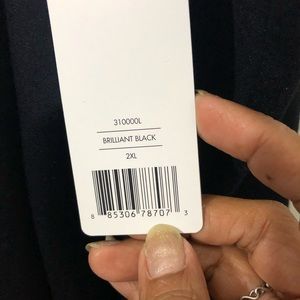 310000L
BRILLIANT BLACK
2XL
8 85306 78707 3